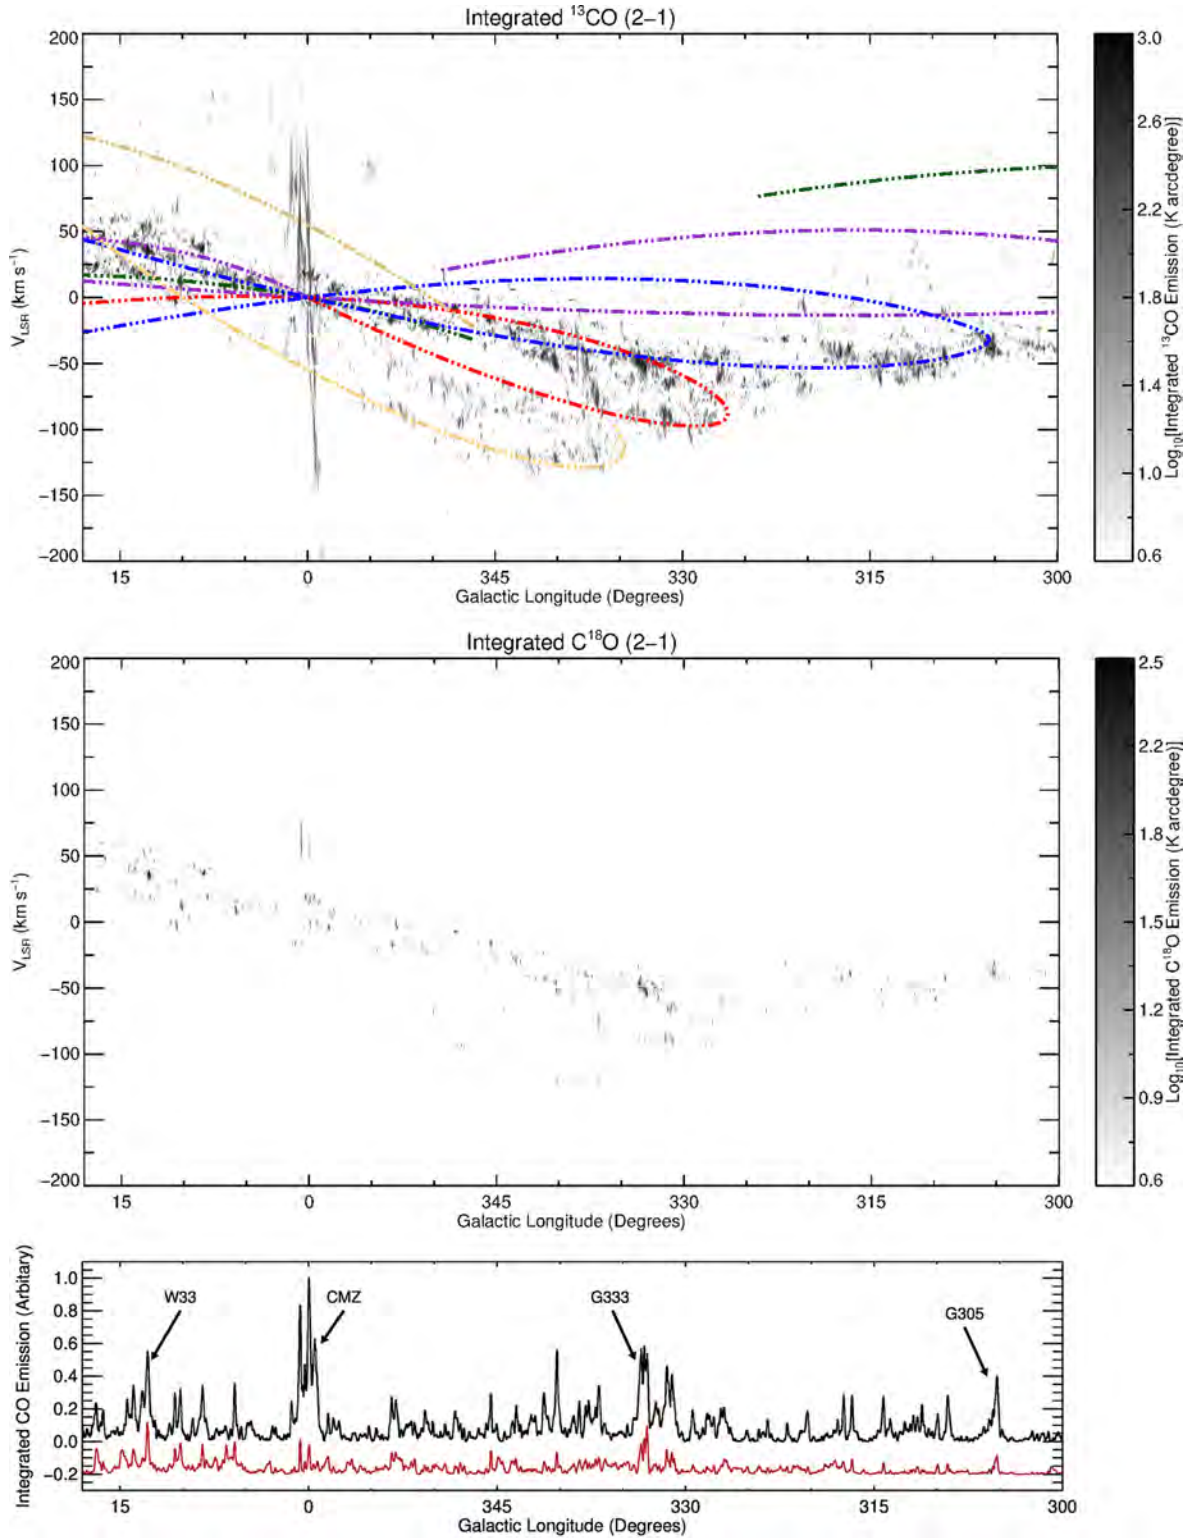 Integrated ¹³CO (2−1)
200
150
100
50
0
−50
−100
−150
−200
V_LSR (km s⁻¹)
15 0 345 330 315 300
Galactic Longitude (Degrees)
3.0
2.6
2.2
1.8
1.4
1.0
0.6
Log₁₀[Integrated ¹³CO Emission (K arcdegree)]
Integrated C¹⁸O (2−1)
200
150
100
50
0
−50
−100
−150
−200
V_LSR (km s⁻¹)
15 0 345 330 315 300
Galactic Longitude (Degrees)
2.5
2.2
1.8
1.5
1.2
0.9
0.6
Log₁₀[Integrated C¹⁸O Emission (K arcdegree)]
Integrated CO Emission (Arbitary)
1.0
0.8
0.6
0.4
0.2
0.0
−0.2
W33
CMZ
G333
G305
15 0 345 330 315 300
Galactic Longitude (Degrees)